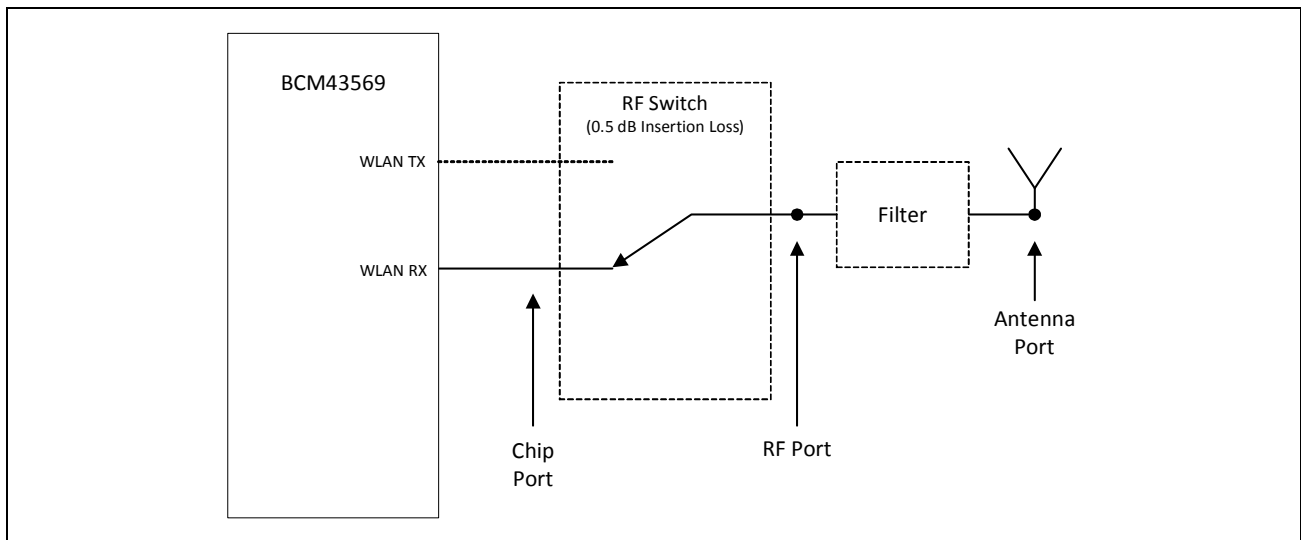 BCM43569
RF Switch
(0.5 dB Insertion Loss)
WLAN TX
Filter
WLAN RX
Antenna
Port
Chip
Port
RF Port